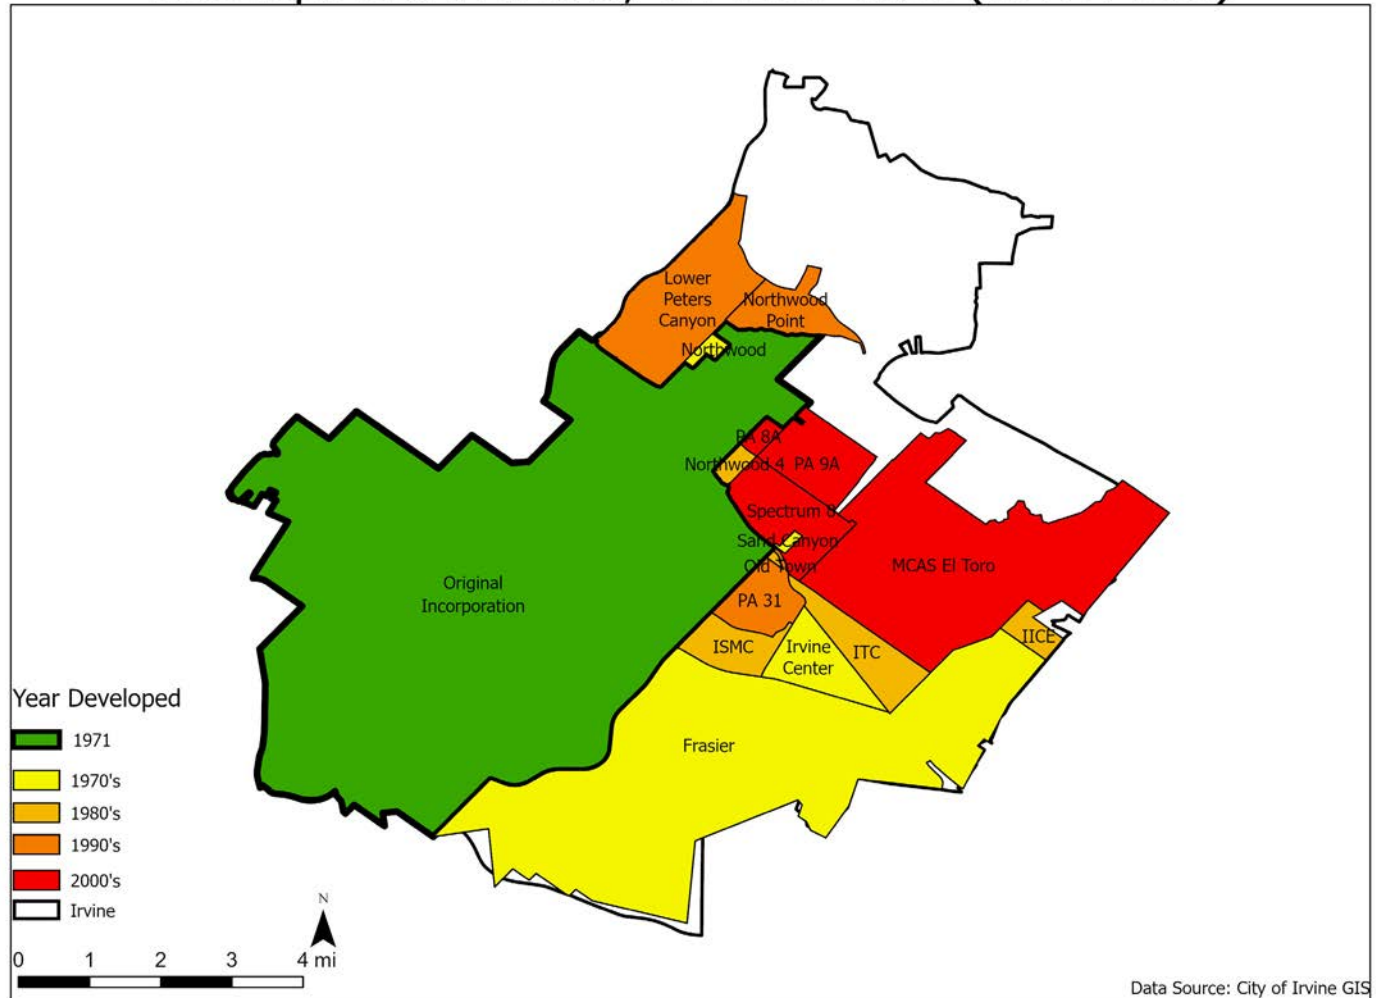 Lower
Peters
Canyon
Northwood
Point
Northwood
PA 8A
Northwood 4
PA 9A
Spectrum 8
Sand Canyon
Old Town
MCAS El Toro
Original
Incorporation
PA 31
ISMC
Irvine
Center
ITC
IICE
Frasier
Year Developed
1971
1970's
1980's
1990's
2000's
Irvine
N
0 1 2 3 4 mi
Data Source: City of Irvine GIS